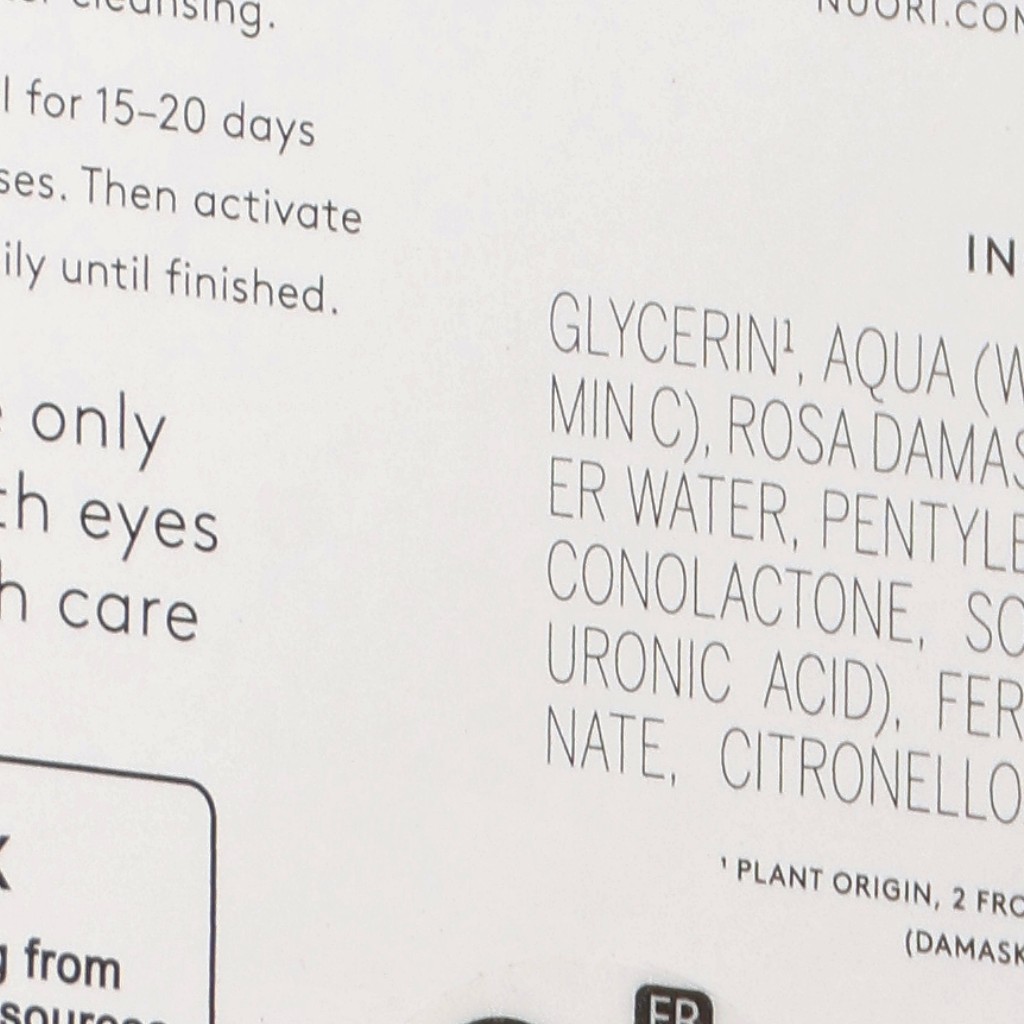 cleansing.
l for 15–20 days
ses. Then activate
ily until finished.
only
th eyes
h care
from
NUORI.COM
IN
GLYCERIN¹, AQUA (W
MIN C), ROSA DAMAS
ER WATER, PENTYLE
CONOLACTONE, SC
URONIC ACID), FER
NATE, CITRONELLO
¹ PLANT ORIGIN, 2 FRO
(DAMASK
FR